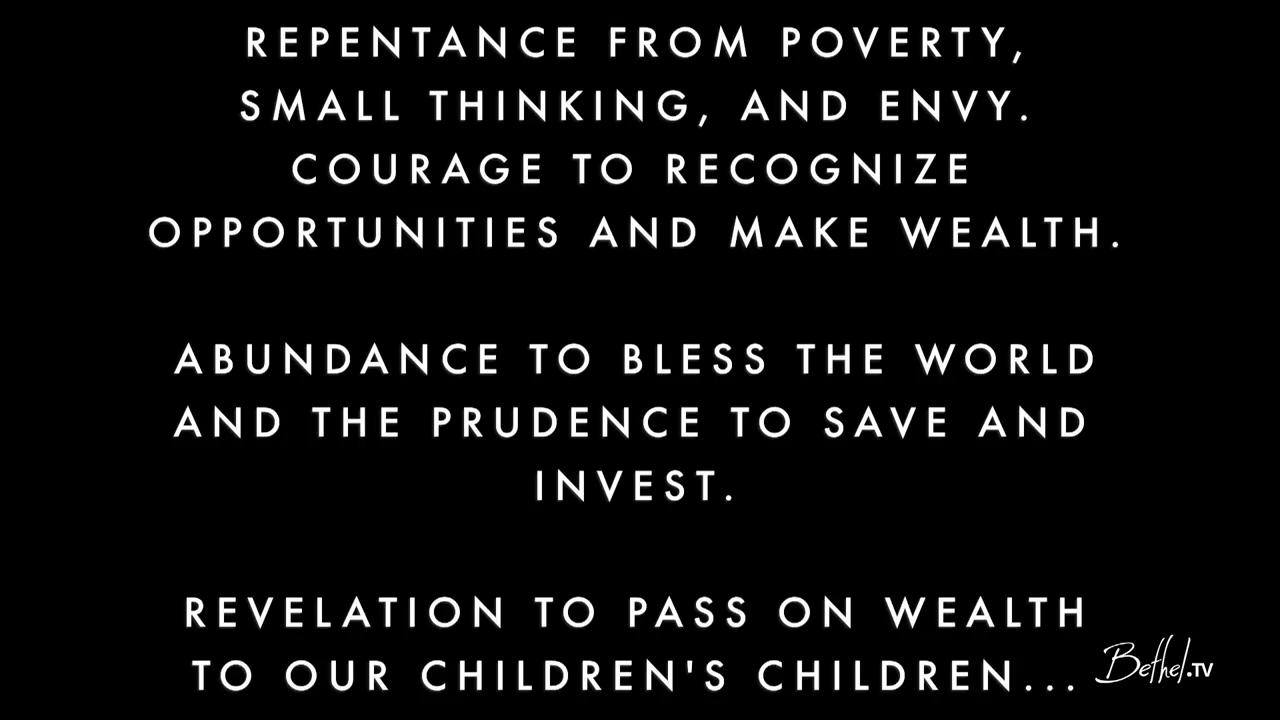 REPENTANCE FROM POVERTY,
SMALL THINKING, AND ENVY.
COURAGE TO RECOGNIZE
OPPORTUNITIES AND MAKE WEALTH.
ABUNDANCE TO BLESS THE WORLD
AND THE PRUDENCE TO SAVE AND
INVEST.
REVELATION TO PASS ON WEALTH
TO OUR CHILDREN'S CHILDREN...
Bethel.TV